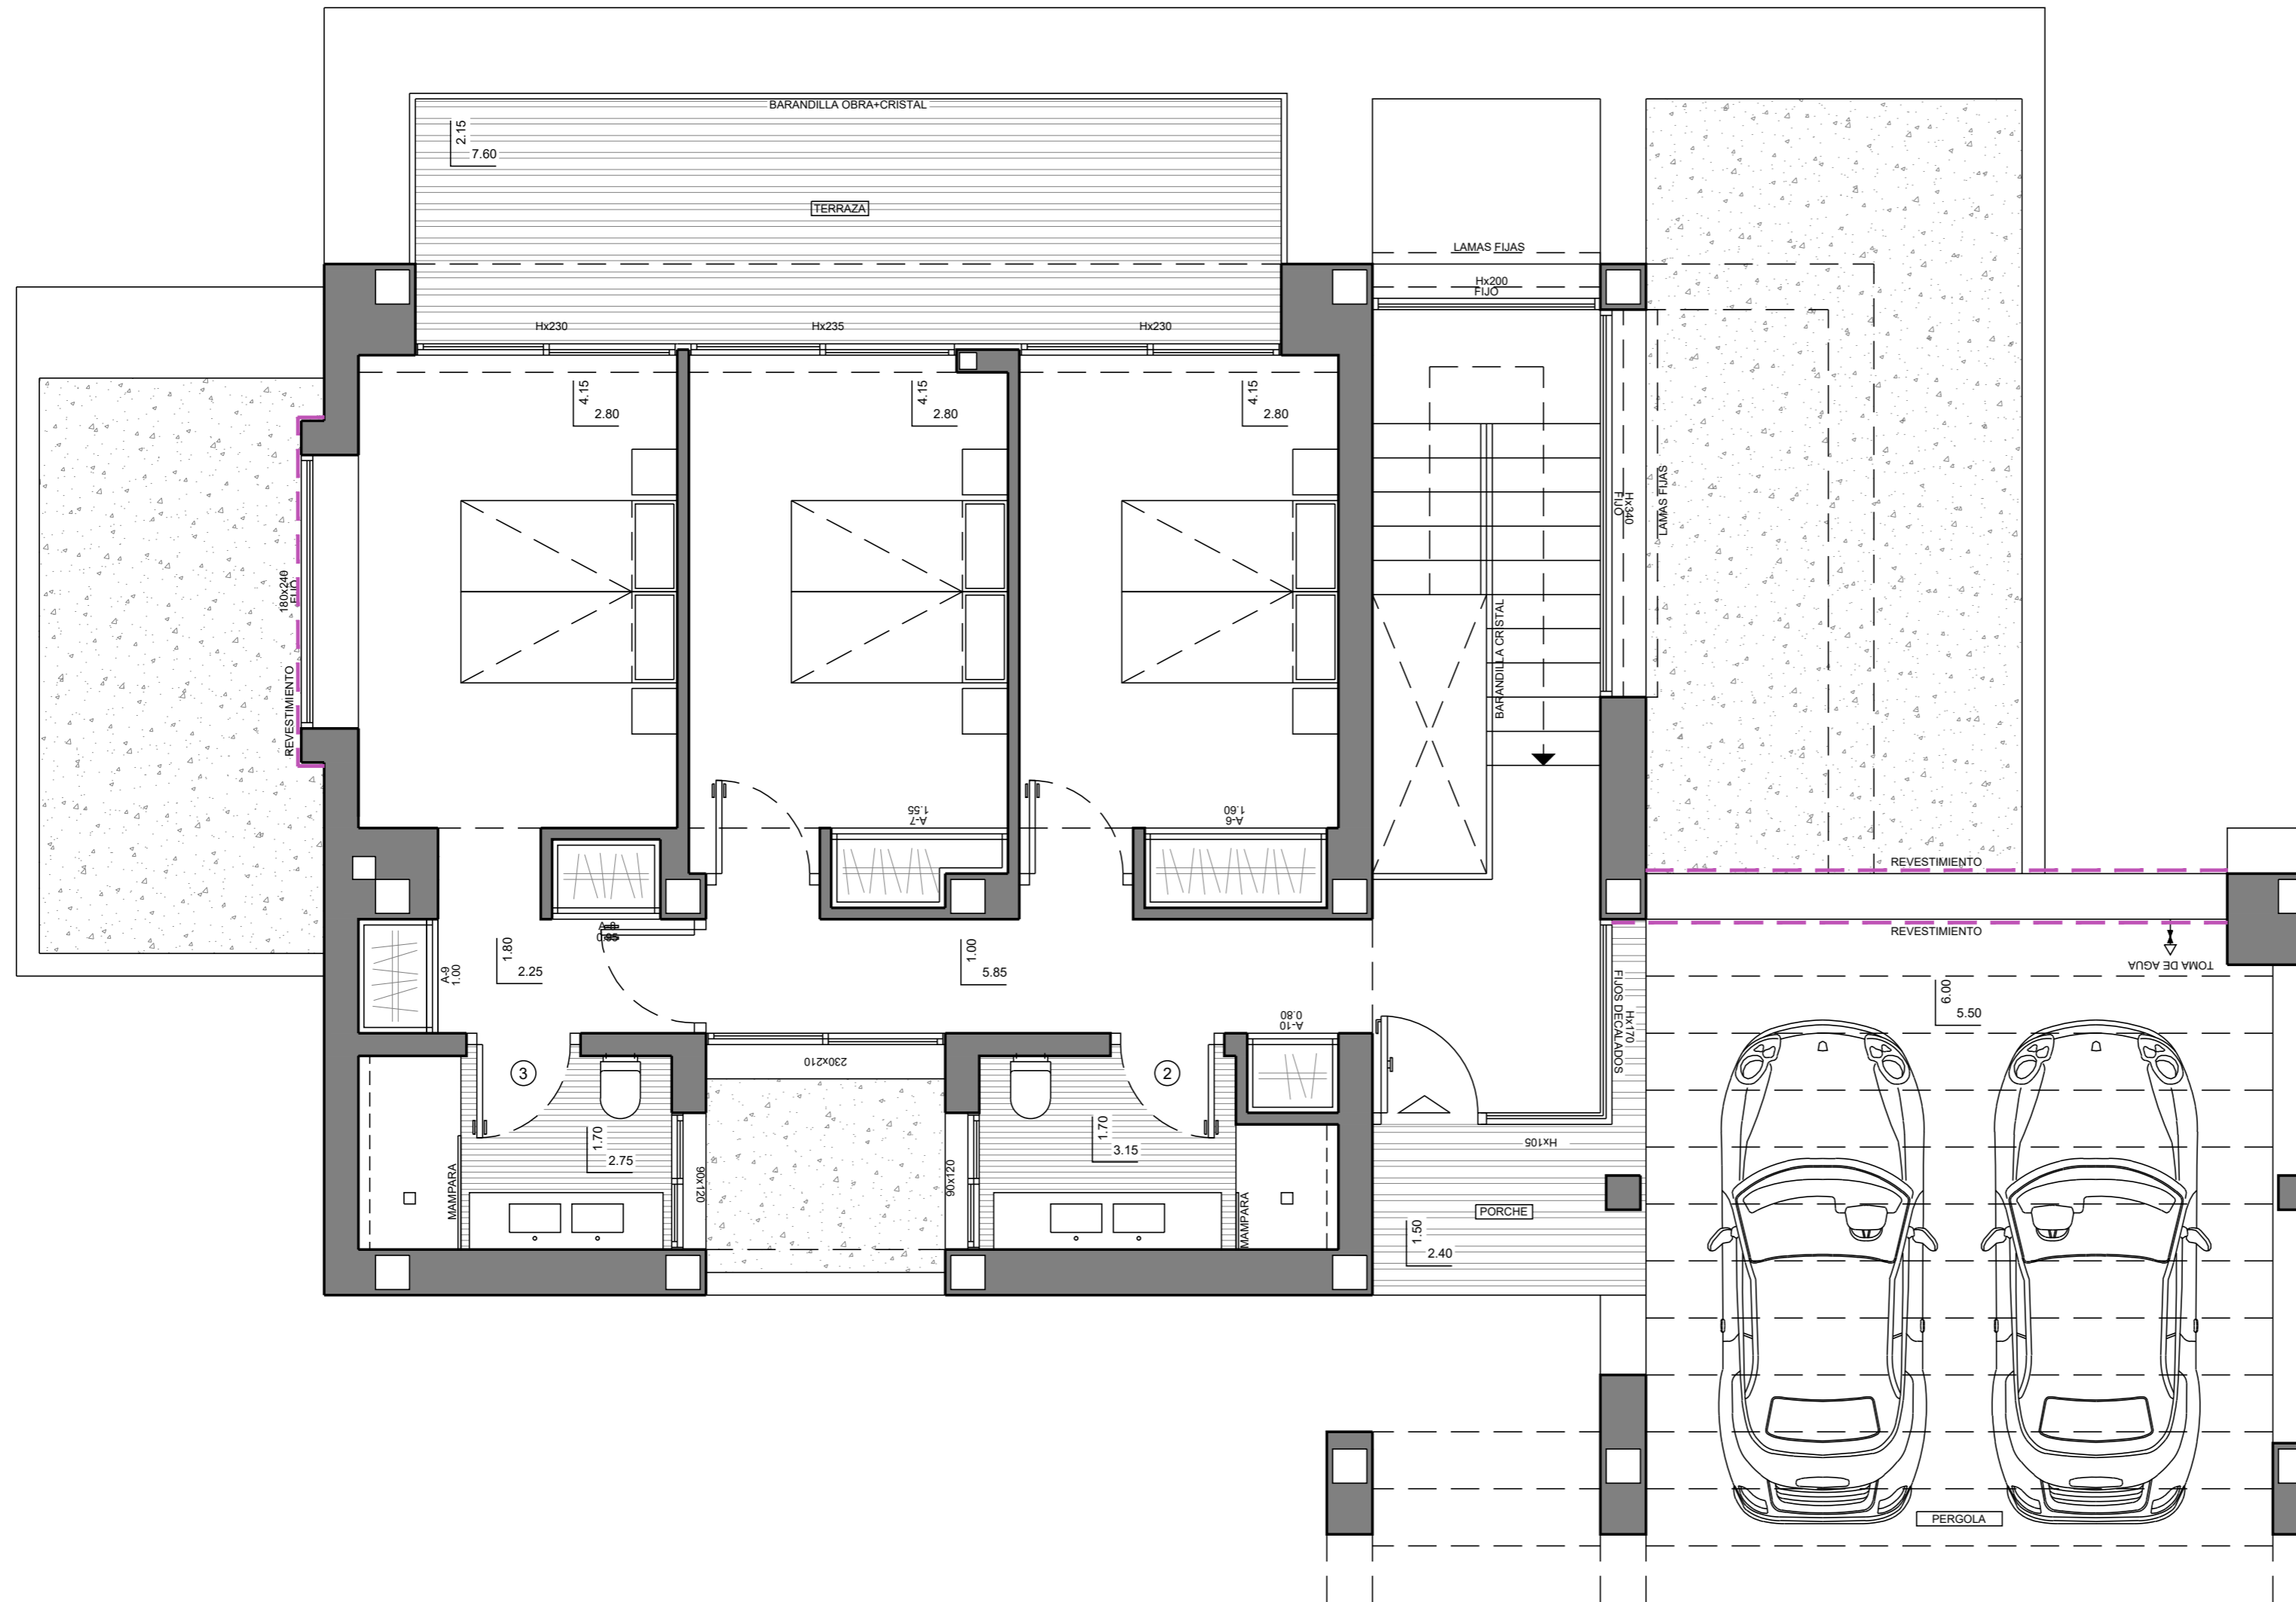 BARANDILLA OBRA+CRISTAL
2.15
7.60
TERRAZA
LAMAS FIJAS
Hx200
FIJO
Hx230
Hx235
Hx230
4.15
2.80
4.15
2.80
4.15
2.80
Hx340
FIJO
LAMAS FIJAS
180x240
FIJO
REVESTIMIENTO
BARANDILLA CRISTAL
A-7
1.55
A-6
1.60
REVESTIMIENTO
REVESTIMIENTO
TOMA DE AGUA
A-8
0.95
A-9
1.00
1.80
2.25
1.00
5.85
A-10
0.80
Hx170
FIJOS DECALADOS
6.00
5.50
3
230x210
2
1.70
2.75
1.70
3.15
Hx105
MAMPARA
90x120
90x120
MAMPARA
PORCHE
1.50
2.40
PERGOLA